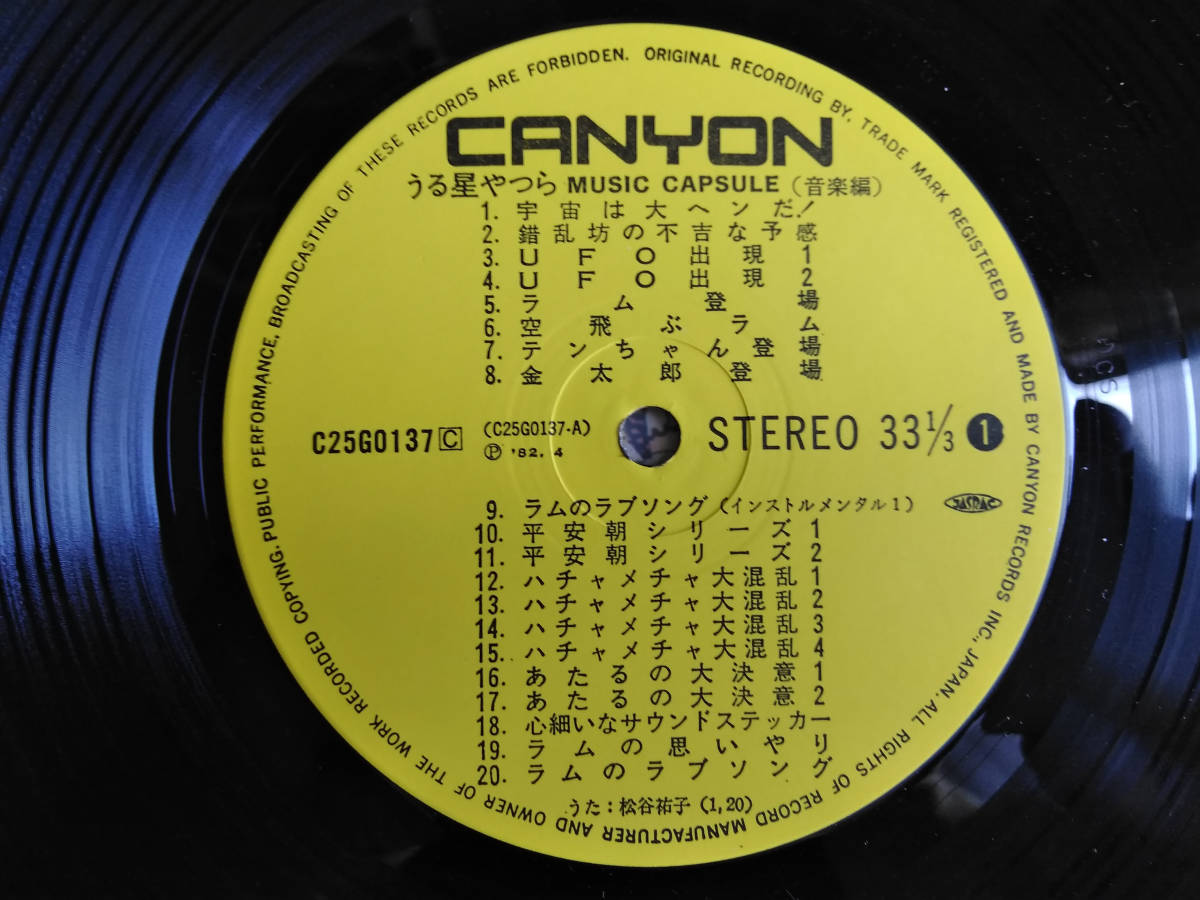 CANYON
うる星やつら MUSIC CAPSULE (音楽編)
1. 宇宙は大ヘンだ!
2. 錯乱坊の不吉な予感
3. UFO出現 1
4. UFO出現 2
5. ラム登場
6. 空飛ぶラム
7. テンちゃん登場
8. 金太郎登場
C25G0137 C (C25G0137-A) STEREO 33 1/3 1
Ⓟ '82. 4
9. ラムのラブソング (インストルメンタル1) JASRAC
10. 平安朝シリーズ 1
11. 平安朝シリーズ 2
12. ハチャメチャ大混乱 1
13. ハチャメチャ大混乱 2
14. ハチャメチャ大混乱 3
15. ハチャメチャ大混乱 4
16. あたるの大決意 1
17. あたるの大決意 2
18. 心細いなサウンドステッカー
19. ラムの思いやり
20. ラムのラブソング
うた:松谷祐子 (1,20)
ORIGINAL RECORDING BY, TRADE MARK REGISTERED AND MADE BY CANYON RECORDS INC., JAPAN. ALL RIGHTS OF RECORD MANUFACTURER AND OWNER OF THE WORK RECORDED COPYING, PUBLIC PERFORMANCE, BROADCASTING OF THESE RECORDS ARE FORBIDDEN.